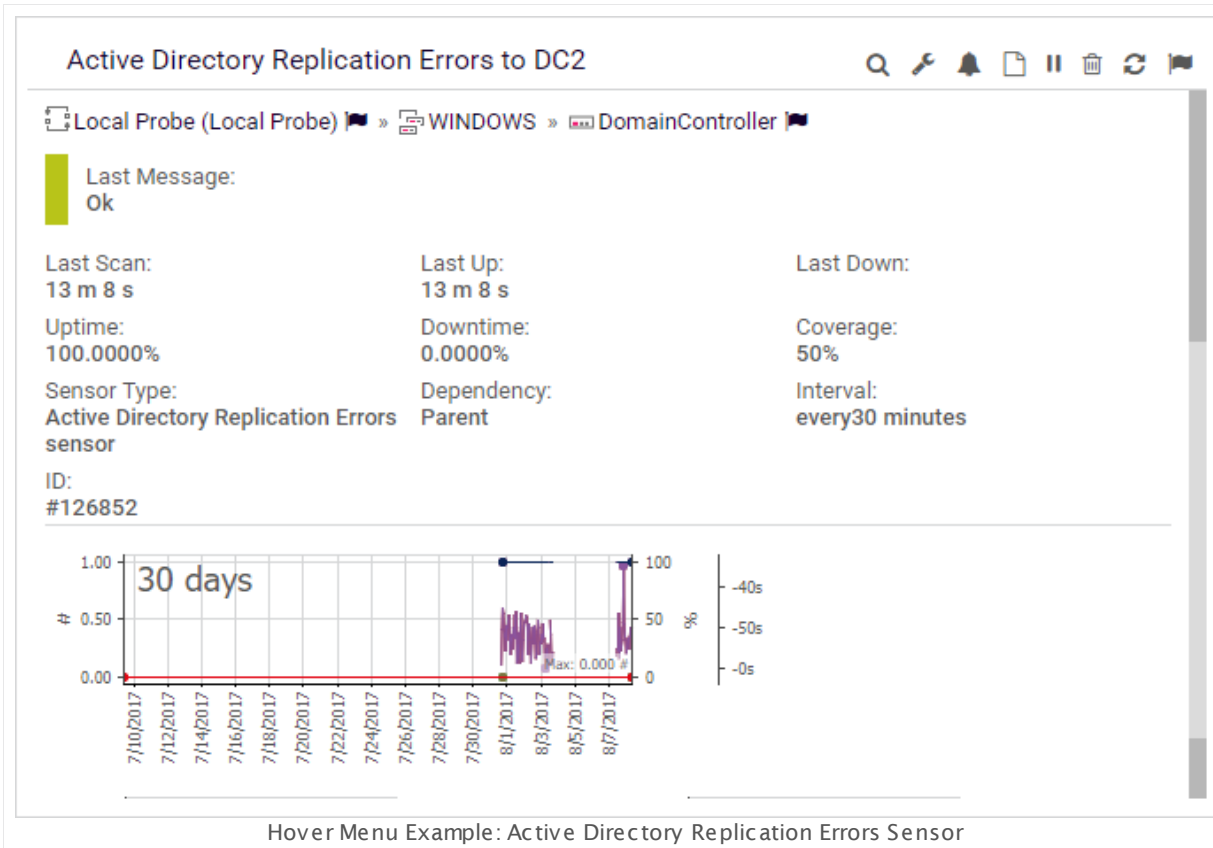 Active Directory Replication Errors to DC2
Local Probe (Local Probe) » WINDOWS » DomainController
Last Message:
Ok
Last Scan: Last Up: Last Down:
13 m 8 s 13 m 8 s
Uptime: Downtime: Coverage:
100.0000% 0.0000% 50%
Sensor Type: Dependency: Interval:
Active Directory Replication Errors Parent every30 minutes
sensor
ID:
#126852
30 days
1.00 100 -40s
# 0.50 50 % -50s
Max: 0.000 #
0.00 0 -0s
7/10/2017 7/12/2017 7/14/2017 7/16/2017 7/18/2017 7/20/2017 7/22/2017 7/24/2017 7/26/2017 7/28/2017 7/30/2017 8/1/2017 8/3/2017 8/5/2017 8/7/2017
Hover Menu Example: Active Directory Replication Errors Sensor